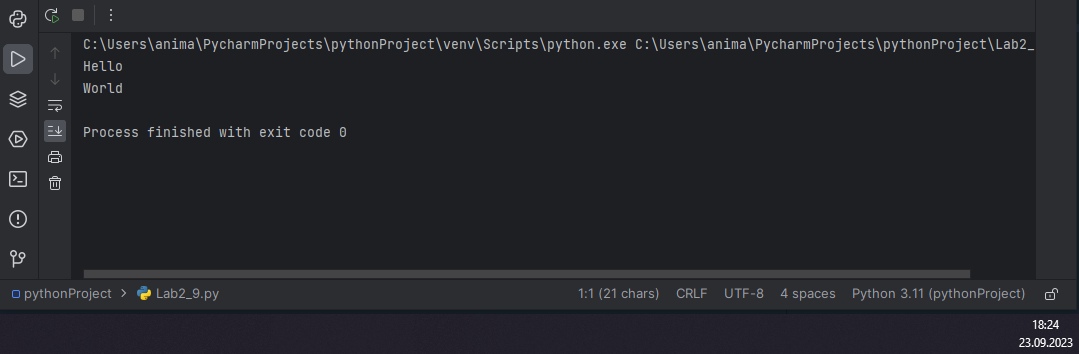 C:\Users\anima\PycharmProjects\pythonProject\venv\Scripts\python.exe C:\Users\anima\PycharmProjects\pythonProject\Lab2_
Hello
World
Process finished with exit code 0
pythonProject > Lab2_9.py 1:1 (21 chars) CRLF UTF-8 4 spaces Python 3.11 (pythonProject)
18:24
23.09.2023